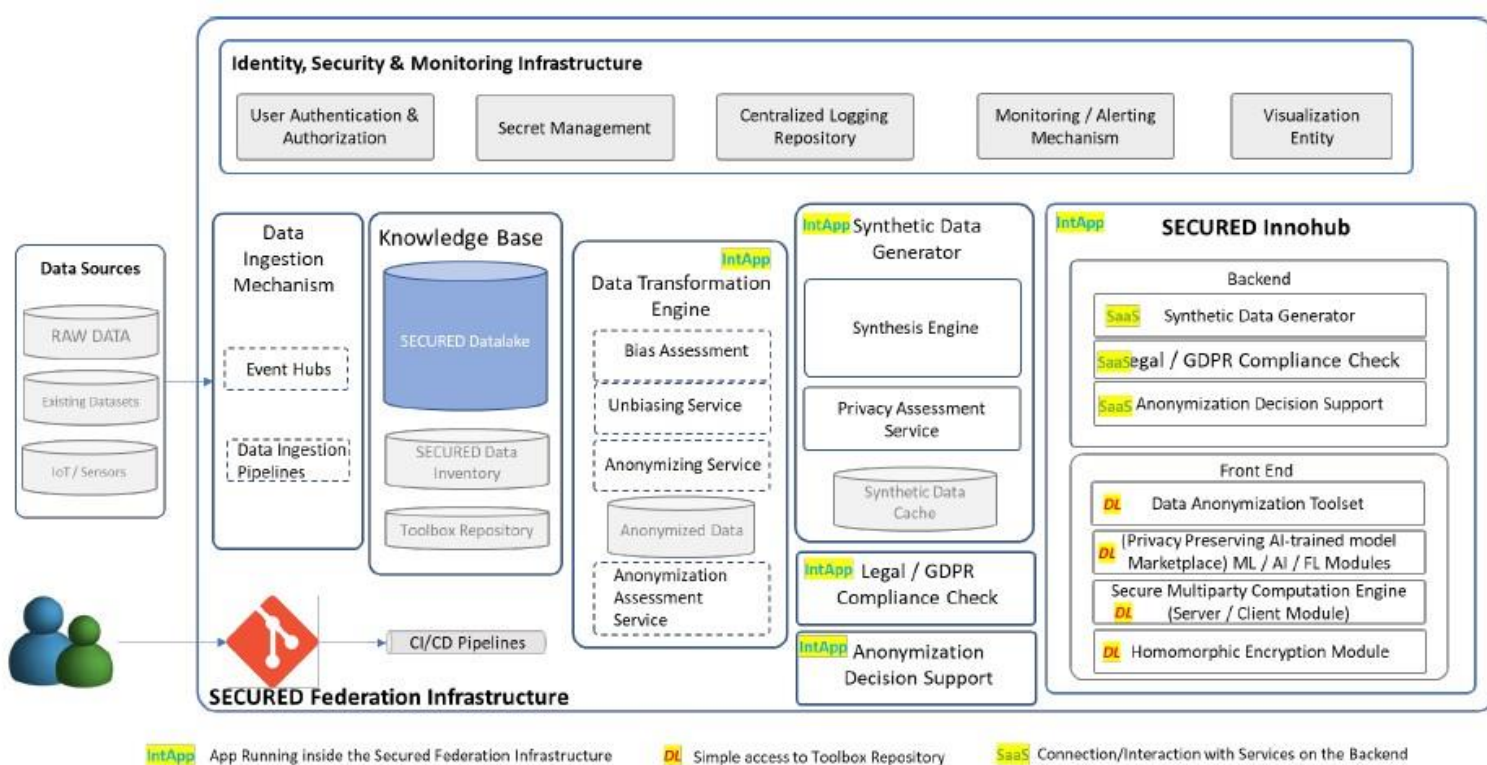 Identity, Security & Monitoring Infrastructure
User Authentication &
Authorization
Secret Management
Centralized Logging
Repository
Monitoring / Alerting
Mechanism
Visualization
Entity
Data Sources
RAW DATA
Existing Datasets
IoT / Sensors
Data
Ingestion
Mechanism
Event Hubs
Data Ingestion
Pipelines
Knowledge Base
SECURED Datalake
SECURED Data
Inventory
Toolbox Repository
CI/CD Pipelines
IntApp
Data Transformation
Engine
Bias Assessment
Unbiasing Service
Anonymizing Service
Anonymized Data
Anonymization
Assessment
Service
IntApp Synthetic Data
Generator
Synthesis Engine
Privacy Assessment
Service
Synthetic Data
Cache
IntApp Legal / GDPR
Compliance Check
IntApp Anonymization
Decision Support
IntApp SECURED Innohub
Backend
SaaS Synthetic Data Generator
SaaS egal / GDPR Compliance Check
SaaS Anonymization Decision Support
Front End
DL Data Anonymization Toolset
DL (Privacy Preserving AI-trained model
Marketplace) ML / AI / FL Modules
Secure Multiparty Computation Engine
DL (Server / Client Module)
DL Homomorphic Encryption Module
SECURED Federation Infrastructure
IntApp App Running inside the Secured Federation Infrastructure
DL Simple access to Toolbox Repository
SaaS Connection/Interaction with Services on the Backend